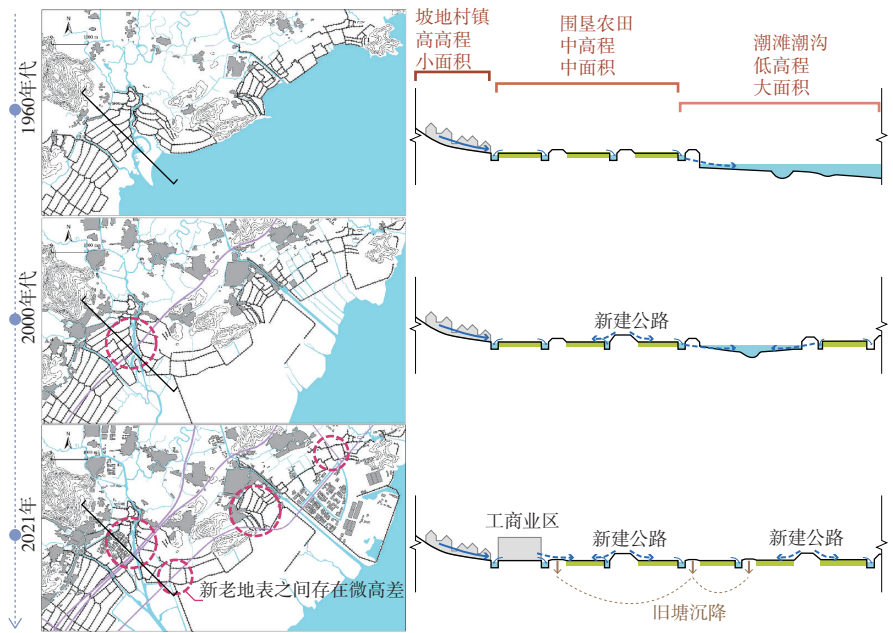 1960年代
N
1000 m
坡地村镇
高高程
小面积
围垦农田
中高程
中面积
潮滩潮沟
低高程
大面积
2000年代
N
新建公路
2021年
N
新老地表之间存在微高差
工商业区
新建公路
新建公路
旧塘沉降